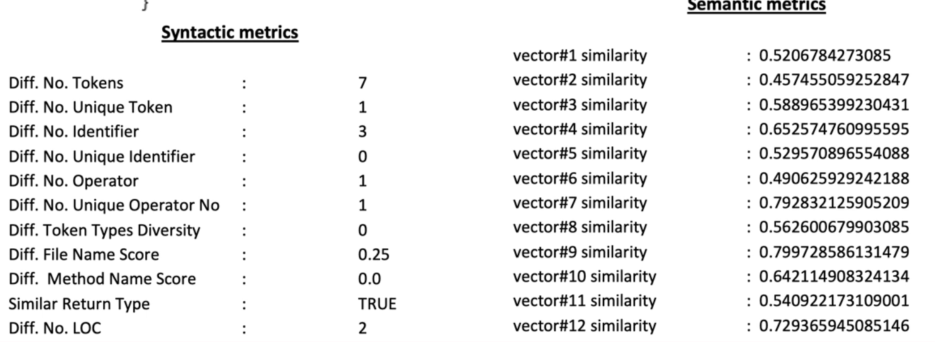 }
Syntactic metrics
Diff. No. Tokens : 7
Diff. No. Unique Token : 1
Diff. No. Identifier : 3
Diff. No. Unique Identifier : 0
Diff. No. Operator : 1
Diff. No. Unique Operator No : 1
Diff. Token Types Diversity : 0
Diff. File Name Score : 0.25
Diff. Method Name Score : 0.0
Similar Return Type : TRUE
Diff. No. LOC : 2
Semantic metrics
vector#1 similarity : 0.5206784273085
vector#2 similarity : 0.457455059252847
vector#3 similarity : 0.588965399230431
vector#4 similarity : 0.652574760995595
vector#5 similarity : 0.529570896554088
vector#6 similarity : 0.490625929242188
vector#7 similarity : 0.792832125905209
vector#8 similarity : 0.562600679903085
vector#9 similarity : 0.799728586131479
vector#10 similarity : 0.642114908324134
vector#11 similarity : 0.540922173109001
vector#12 similarity : 0.729365945085146